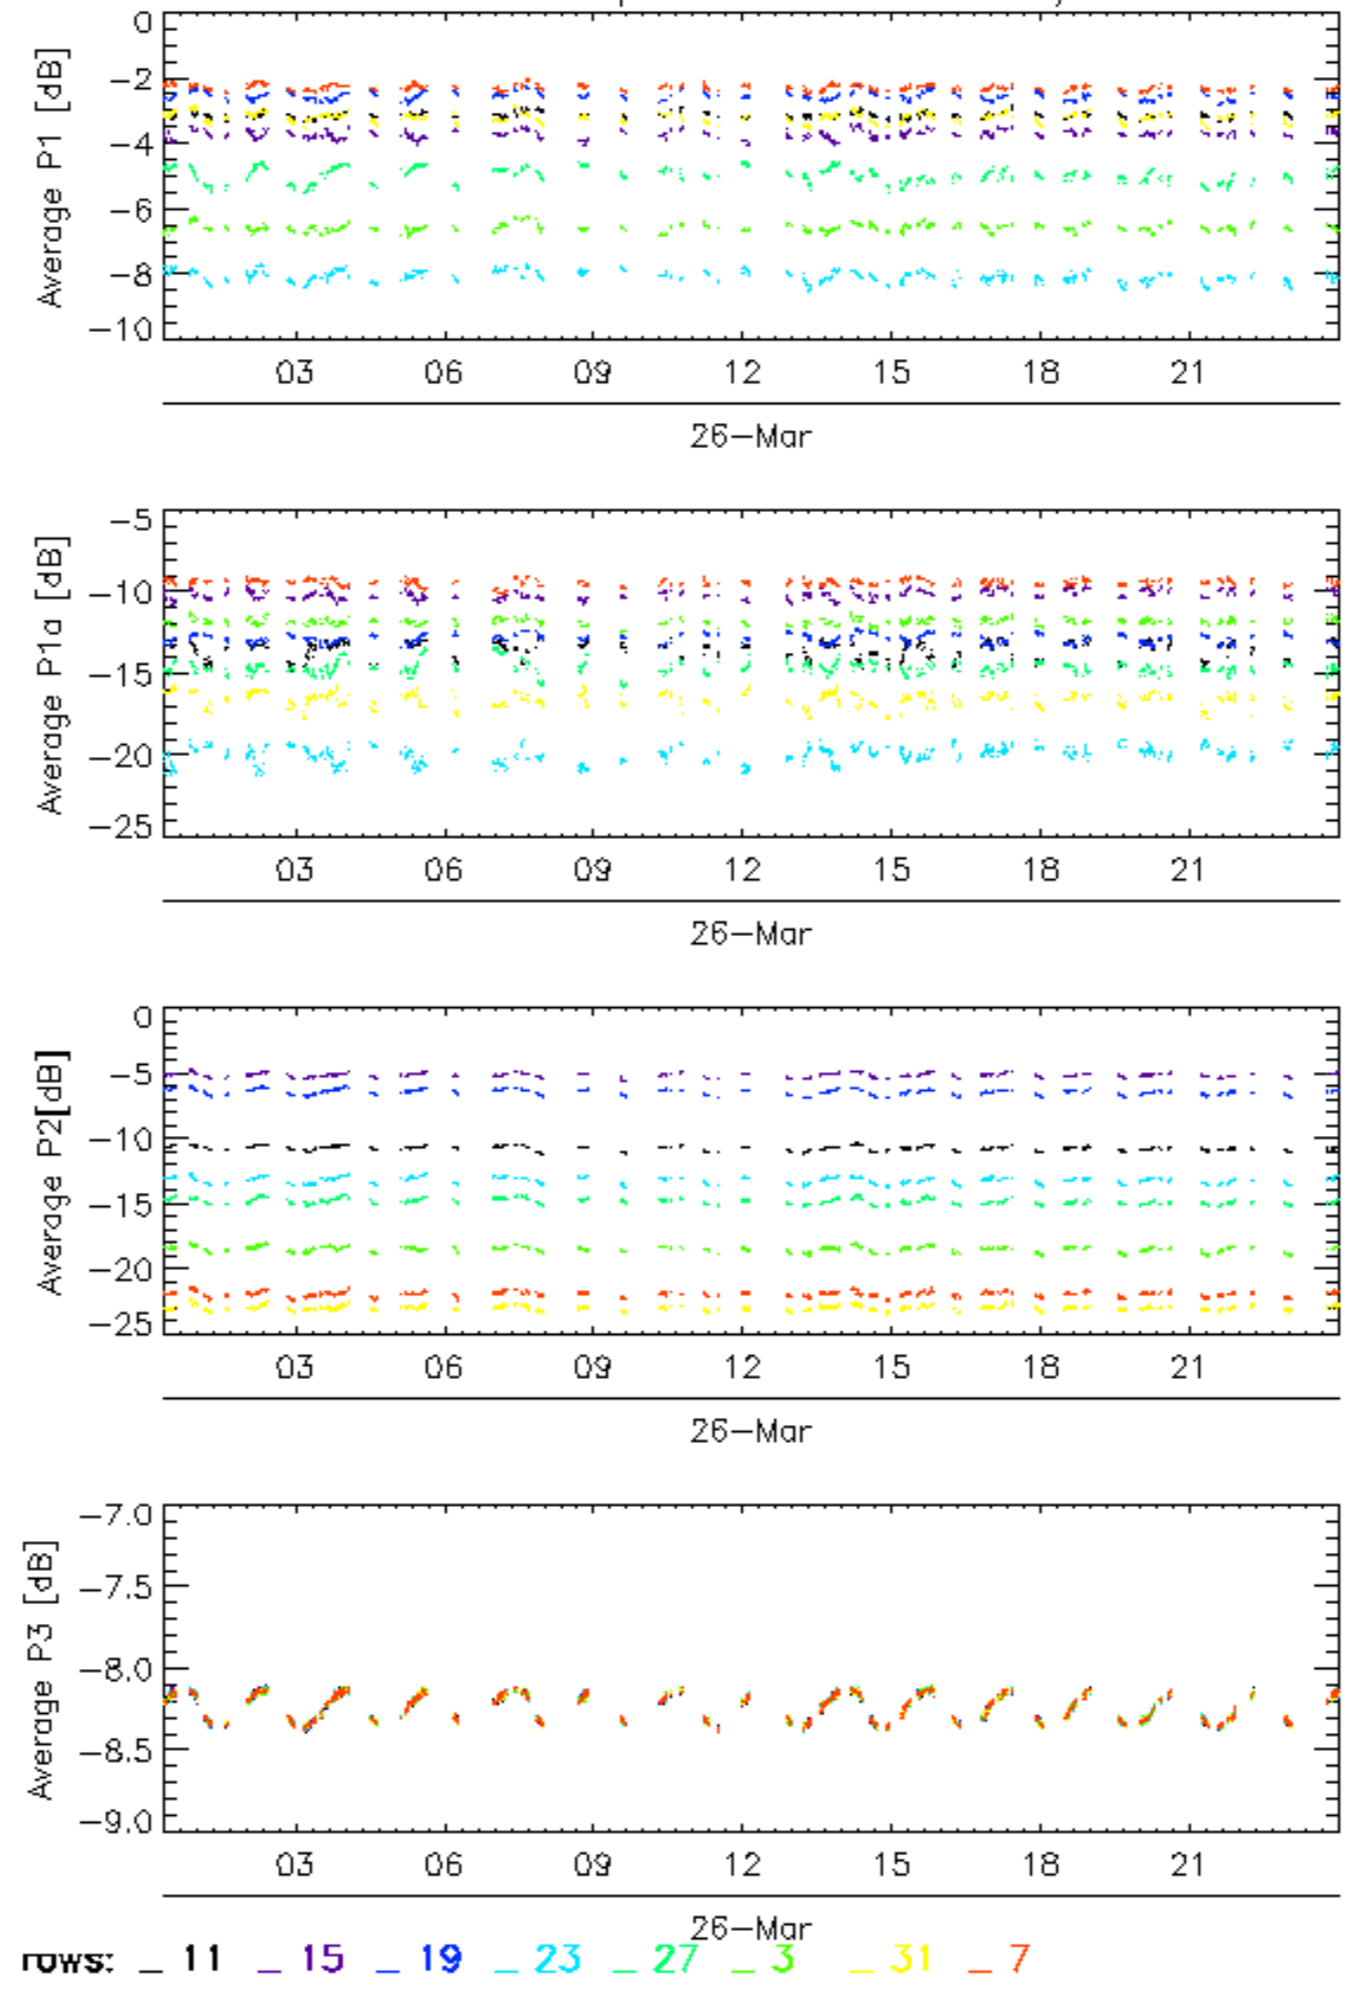 0
−2
−4
−6
−8
−10
Average P1 [dB]
03 06 09 12 15 18 21
26−Mar
−5
−10
−15
−20
−25
Average P1a [dB]
03 06 09 12 15 18 21
26−Mar
0
−5
−10
−15
−20
−25
Average P2[dB]
03 06 09 12 15 18 21
26−Mar
−7.0
−7.5
−8.0
−8.5
−9.0
Average P3 [dB]
03 06 09 12 15 18 21
26−Mar
rows: _ 11 _ 15 _ 19 _ 23 _ 27 _ 3 _ 31 _ 7